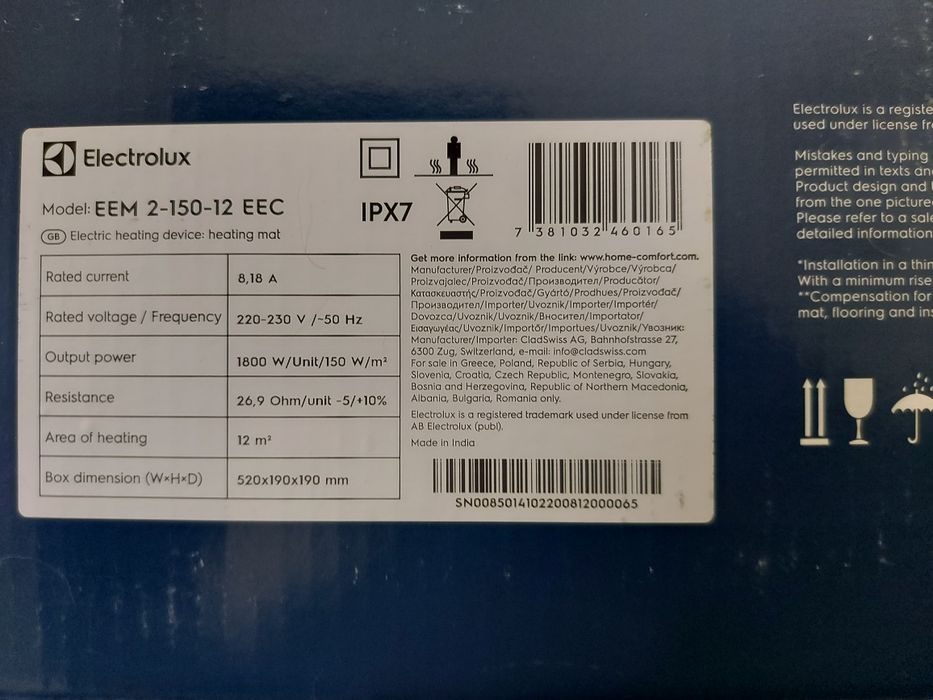 Electrolux
Model: EEM 2-150-12 EEC
GB Electric heating device: heating mat
IPX7
7 381032 460165
Rated current 8,18 A
Rated voltage / Frequency 220-230 V /~50 Hz
Output power 1800 W/Unit/150 W/m²
Resistance 26,9 Ohm/unit -5/+10%
Area of heating 12 m²
Box dimension (W×H×D) 520x190x190 mm
Get more information from the link: www.home-comfort.com.
Manufacturer/Proizvođač/ Producent/Výrobce/Výrobca/
Proizvajalec/Proizvođač/Производител/Producător/
Κατασκευαστής/Proizvođač/Gyártó/Prodhues/Proizvođač/
Производител/Importer/Uvoznik/Importer/Importér/
Dovozca/Uvoznik/Uvoznik/Вносител/Importator/
Εισαγωγέας/Uvoznik/Importőr/Importues/Uvoznik/Увозник:
Manufacturer/Importer: CladSwiss AG, Bahnhofstrasse 27,
6300 Zug, Switzerland, e-mail: info@cladswiss.com
For sale in Greece, Poland, Republic of Serbia, Hungary,
Slovenia, Croatia, Czech Republic, Montenegro, Slovakia,
Bosnia and Herzegovina, Republic of Northern Macedonia,
Albania, Bulgaria, Romania only.
Electrolux is a registered trademark used under license from
AB Electrolux (publ).
Made in India
SN0085014102200812000065
Electrolux is a registe
used under license fr
Mistakes and typing
permitted in texts an
Product design and
from the one picture
Please refer to a sale
detailed information
*Installation in a thin
With a minimum rise
**Compensation for
mat, flooring and ins